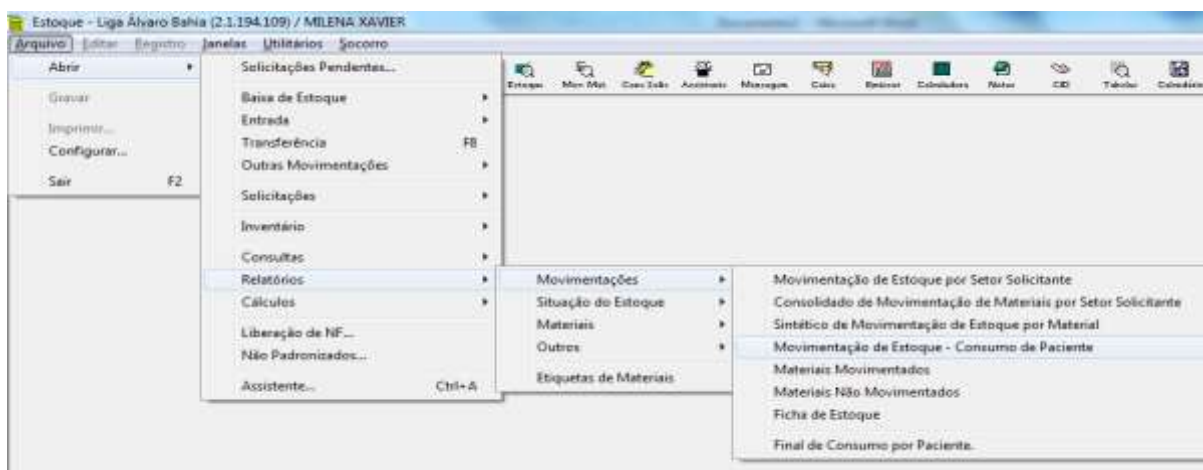 Estoque - Liga Álvaro Bahia (2.1.194.109) / MILENA XAVIER
Arquivo Editar Registro Janelas Utilitários Socorro
Estoque Mov Mat Cons Solic Assistente Mensagem Caixa Calculadora Notas CID Tabelas Calendário
Abrir
Gravar
Imprimir...
Configurar...
Sair F2
Solicitações Pendentes...
Baixa de Estoque
Entrada
Transferência F8
Outras Movimentações
Solicitações
Inventário
Consultas
Relatórios
Cálculos
Liberação de NF...
Não Padronizados...
Assistente... Ctrl+A
Movimentações
Situação do Estoque
Materiais
Outros
Etiquetas de Materiais
Movimentação de Estoque por Setor Solicitante
Consolidado de Movimentação de Materiais por Setor Solicitante
Sintético de Movimentação de Estoque por Material
Movimentação de Estoque - Consumo de Paciente
Materiais Movimentados
Materiais Não Movimentados
Ficha de Estoque
Final de Consumo por Paciente.